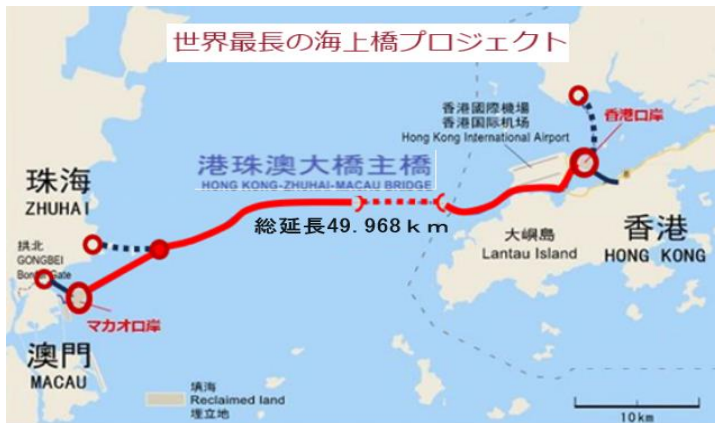 世界最長の海上橋プロジェクト
香港國際機場
香港国际机场
Hong Kong International Airport
香港口岸
港珠澳大橋主橋
HONG KONG-ZHUHAI-MACAU BRIDGE
珠海
ZHUHAI
総延長49.968ｋｍ
拱北
GONGBEI
Border Gate
大嶼島
Lantau Island
香港
HONG KONG
マカオ口岸
澳門
MACAU
填海
Reclaimed land
埋立地
10km